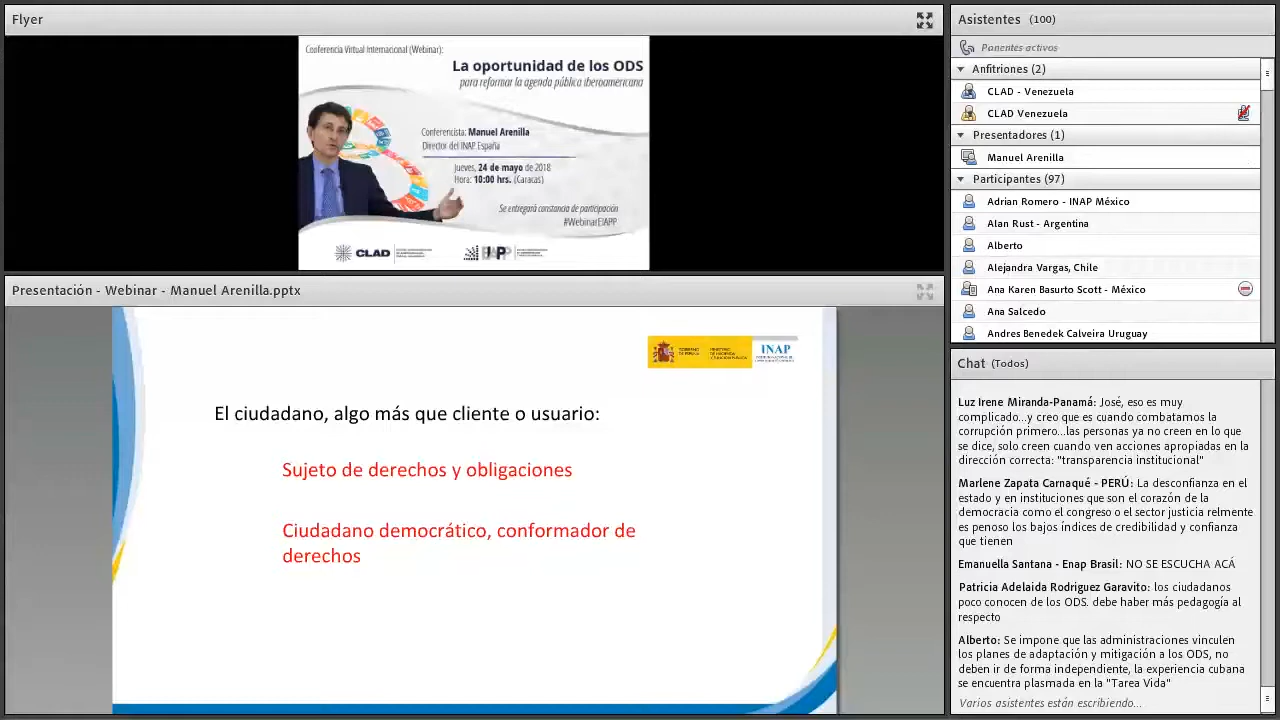 Flyer
Conferencia Virtual Internacional (Webinar):
La oportunidad de los ODS
para reformar la agenda pública iberoamericana
Conferencista: Manuel Arenilla
Director del INAP España
Jueves, 24 de mayo de 2018
Hora: 10:00 hrs. (Caracas)
Se entregará constancia de participación
#WebinarEIAPP
CLAD
Presentación - Webinar - Manuel Arenilla.pptx
GOBIERNO
DE ESPAÑA
MINISTERIO
DE HACIENDA
Y FUNCIÓN PÚBLICA
INAP
El ciudadano, algo más que cliente o usuario:
Sujeto de derechos y obligaciones
Ciudadano democrático, conformador de
derechos
Asistentes (100)
Ponentes activos
Anfitriones (2)
CLAD - Venezuela
CLAD Venezuela
Presentadores (1)
Manuel Arenilla
Participantes (97)
Adriana Plasencia - INAP México
Alan Rust - Argentina
Alberto
Alejandra Vargas, Chile
Ana Karen Basurto Scott - México
Ana Salcedo
Andres Benedek Calveira Uruguay
Chat (Todos)
Luz Irene Miranda-Panamá: José, eso es muy
complicado...y creo que es cuando combatamos la
corrupción primero.. las personas ya no creen en lo que
se dice, solo creen cuando ven acciones apropiadas en la
dirección correcta: "transparencia institucional"
Marlene Zapata Carnaqué - PERÚ: La desconfianza en el
estado y en instituciones que son el corazón de la
democracia como el congreso o el sector justicia relmente
es penoso los bajos índices de credibilidad y confianza
que tienen
Emanuella Santana - Enap Brasil: NO SE ESCUCHA ACÁ
Patricia Adelaida Rodriguez Garavito: los ciudadanos
poco conocen de los ODS. debe haber más pedagogía al
respecto
Alberto: Se impone que las administraciones vinculen
los planes de adaptación y mitigación a los ODS, no
deben ir de forma independiente, la experiencia cubana
se encuentra plasmada en la "Tarea Vida"
Varios asistentes están escribiendo...